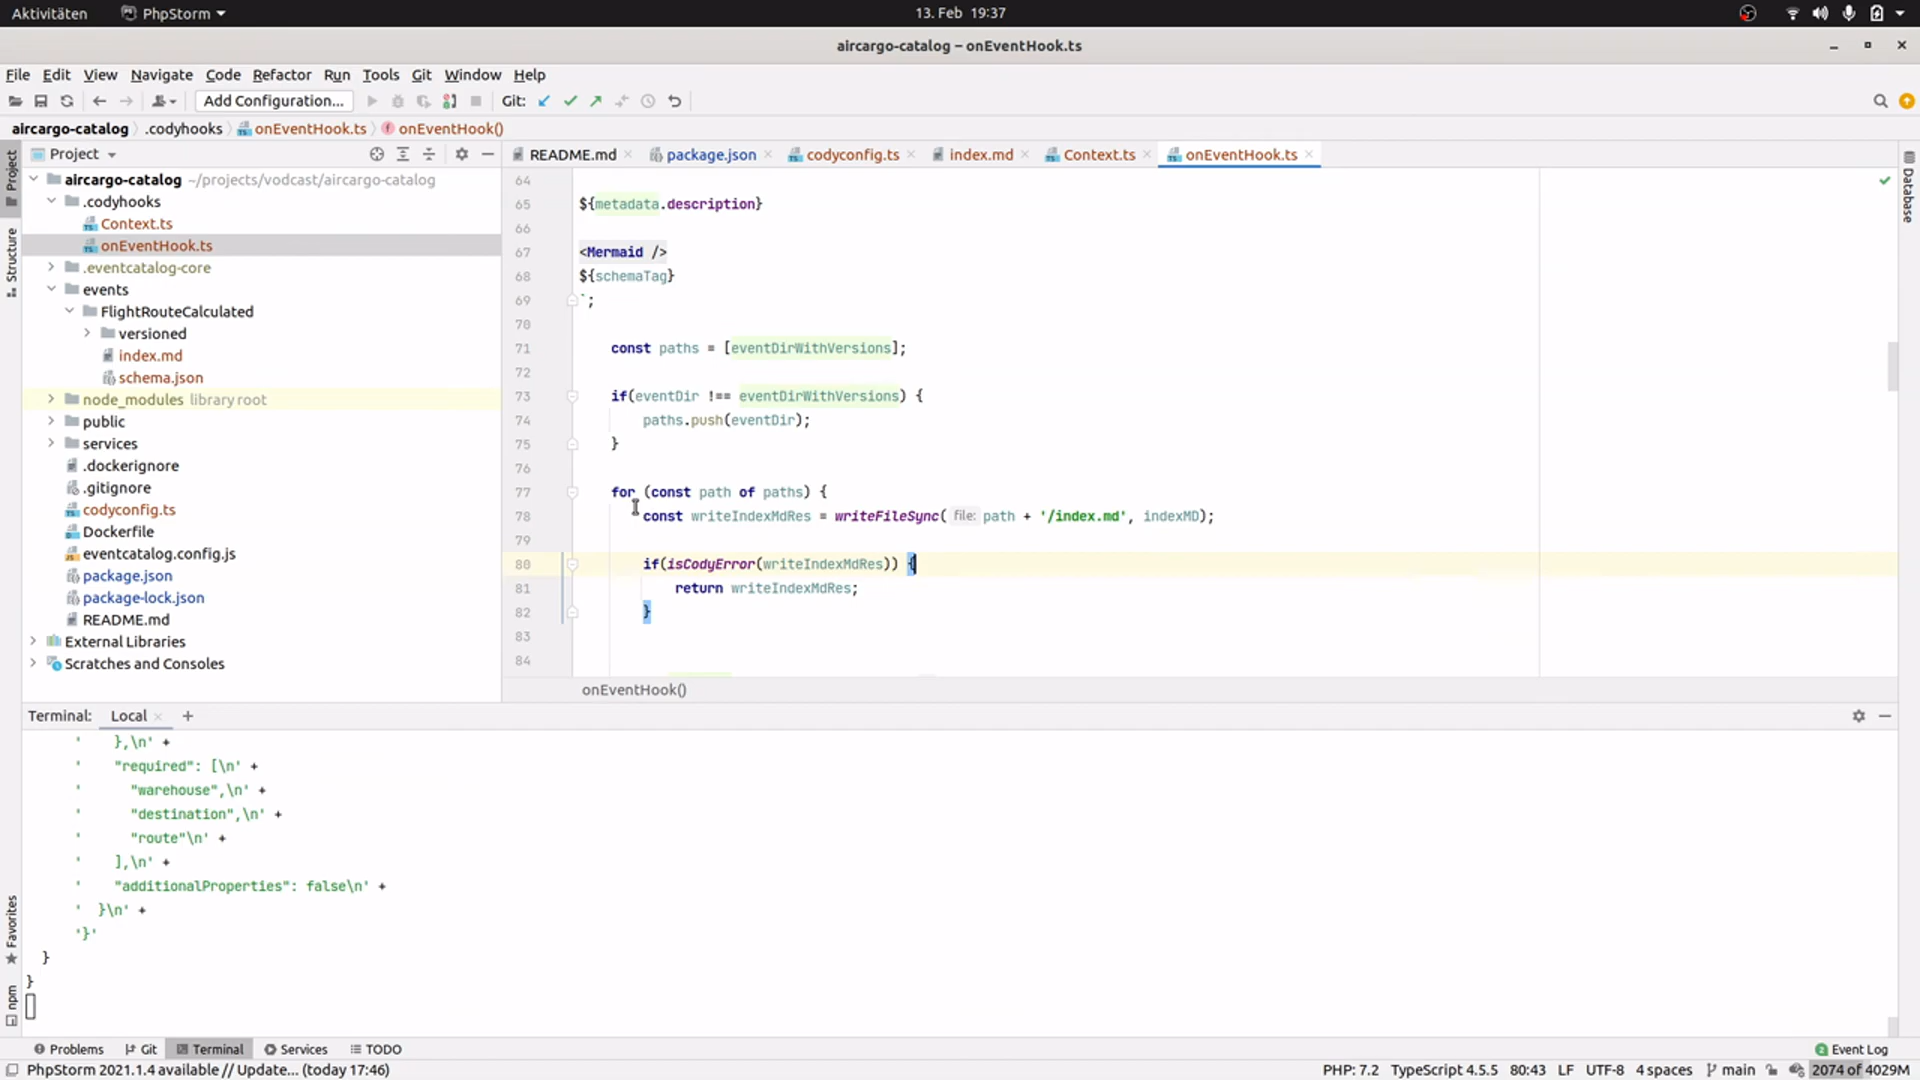 Aktivitäten PhpStorm 13. Feb 19:37
aircargo-catalog – onEventHook.ts
File Edit View Navigate Code Refactor Run Tools Git Window Help
Add Configuration... Git:
aircargo-catalog .codyhooks onEventHook.ts onEventHook()
Project
README.md package.json codyconfig.ts index.md Context.ts onEventHook.ts
aircargo-catalog ~/projects/vodcast/aircargo-catalog
.codyhooks
Context.ts
onEventHook.ts
.eventcatalog-core
events
FlightRouteCalculated
versioned
index.md
schema.json
node_modules library root
public
services
.dockerignore
.gitignore
codyconfig.ts
Dockerfile
eventcatalog.config.js
package.json
package-lock.json
README.md
External Libraries
Scratches and Consoles
Project
Structure
Favorites
npm
Database
64
65 ${metadata.description}
66
67 <Mermaid />
68 ${schemaTag}
69 `;
70
71 const paths = [eventDirWithVersions];
72
73 if(eventDir !== eventDirWithVersions) {
74 paths.push(eventDir);
75 }
76
77 for (const path of paths) {
78 const writeIndexMdRes = writeFileSync( file: path + '/index.md', indexMD);
79
80 if(isCodyError(writeIndexMdRes)) {
81 return writeIndexMdRes;
82 }
83
84
onEventHook()
Terminal: Local
' },\n' +
' "required": [\n' +
' "warehouse",\n' +
' "destination",\n' +
' "route"\n' +
' ],\n' +
' "additionalProperties": false\n' +
' }\n' +
'}'
}
}
Problems Git Terminal Services TODO 2 Event Log
PhpStorm 2021.1.4 available // Update... (today 17:46) PHP: 7.2 TypeScript 4.5.5 80:43 LF UTF-8 4 spaces main 2074 of 4029M